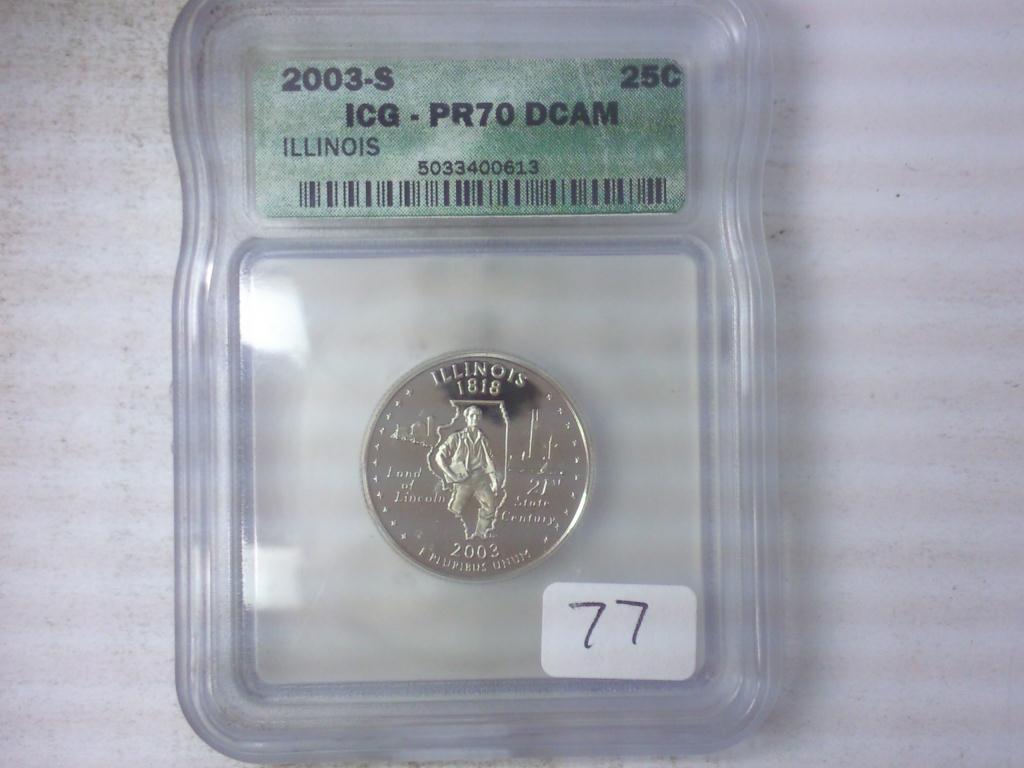 2003-S 25C
ICG - PR70 DCAM
ILLINOIS
5033400613
ILLINOIS
1818
Land
of
Lincoln
21st
State
Century
2003
E PLURIBUS UNUM
77